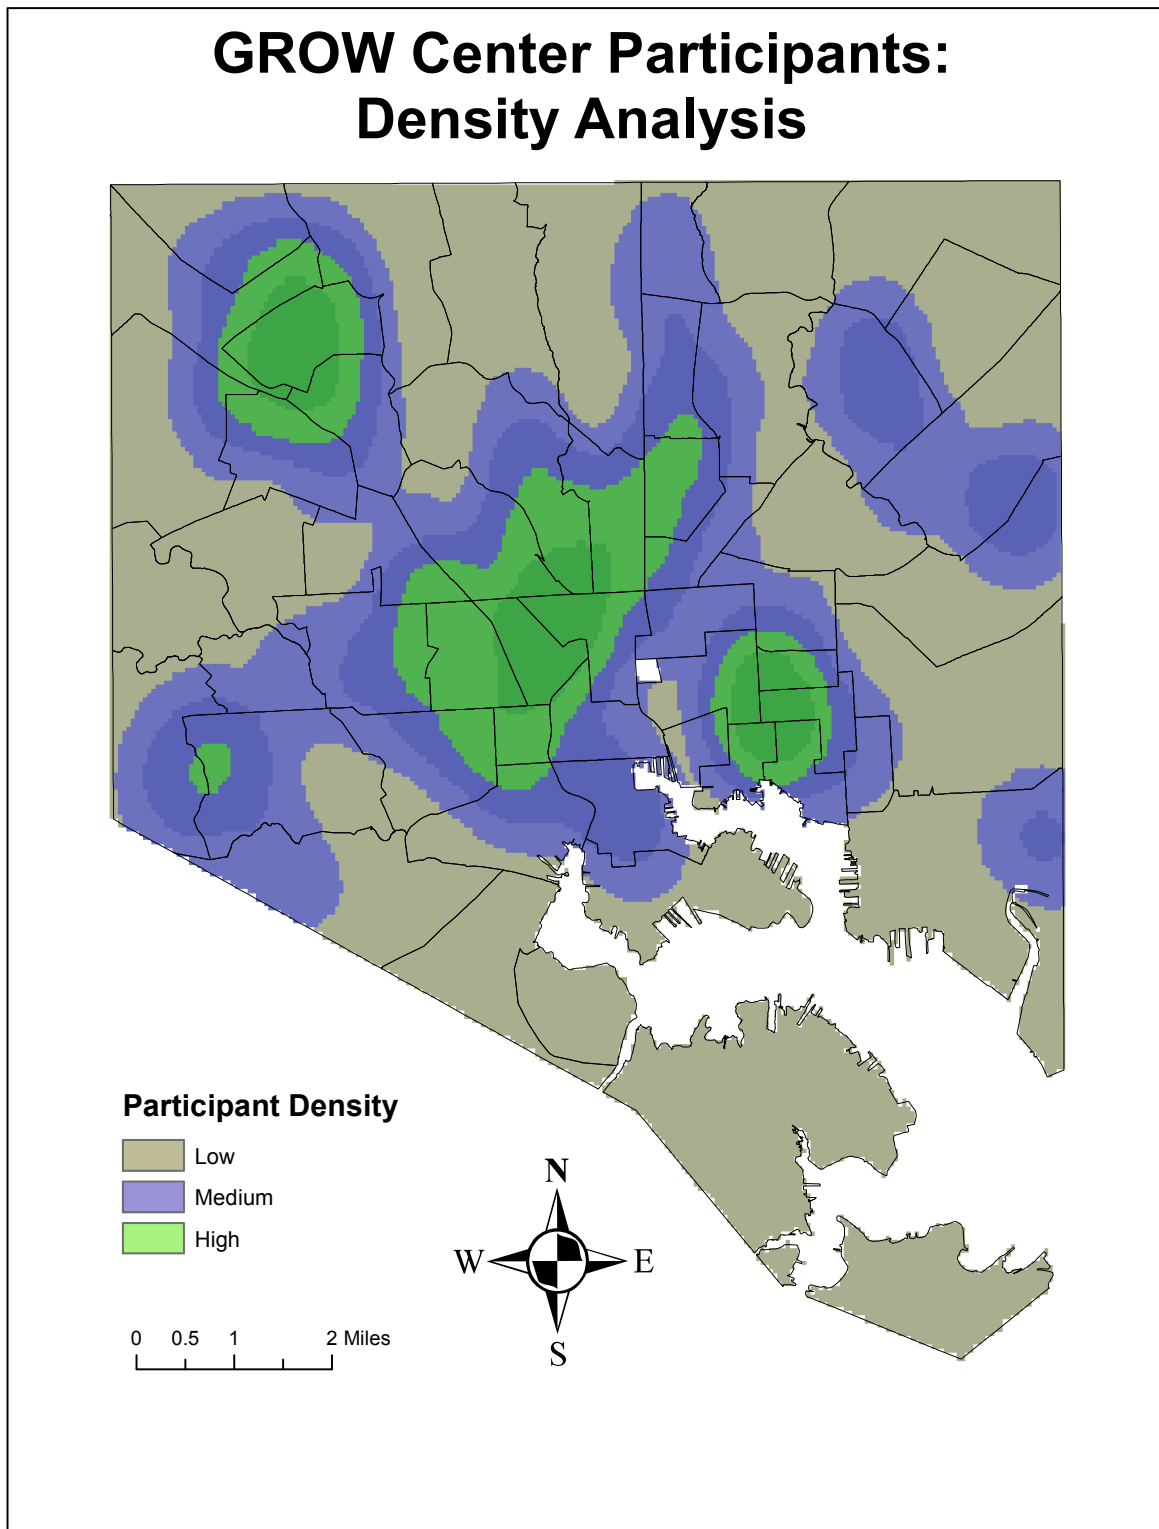 GROW Center Participants:
Density Analysis
Participant Density
Low
Medium
High
N
W
E
S
0 0.5 1 2 Miles